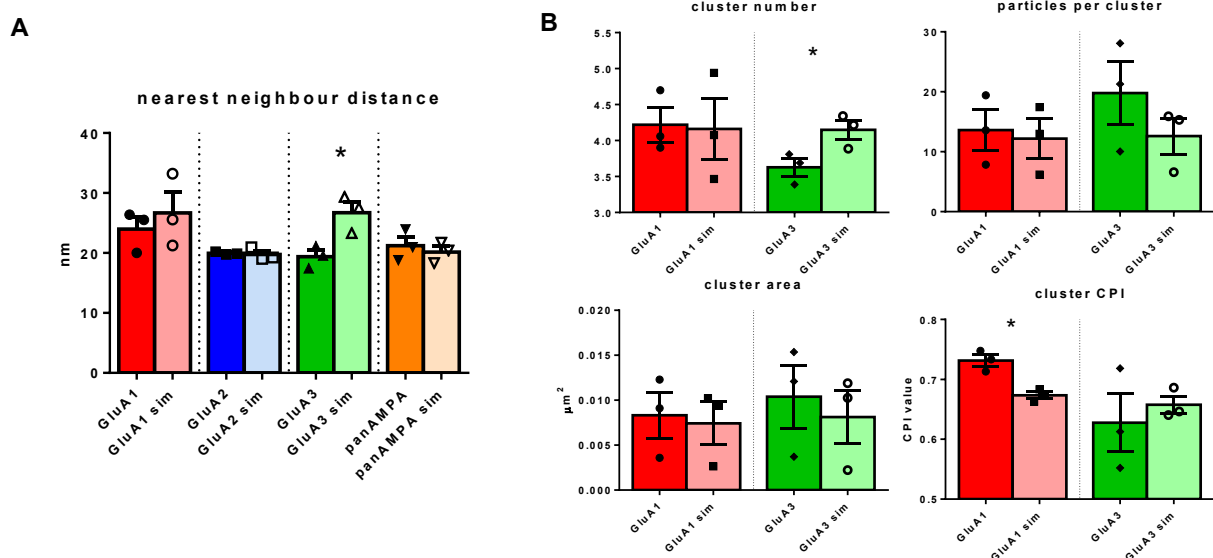 A
nearest neighbour distance
nm
40
30
20
10
0
*
GluA1
GluA1 sim
GluA2
GluA2 sim
GluA3
GluA3 sim
panAMPA
panAMPA sim
B
cluster number
5.5
5.0
4.5
4.0
3.5
3.0
*
GluA1
GluA1 sim
GluA3
GluA3 sim
particles per cluster
30
20
10
0
GluA1
GluA1 sim
GluA3
GluA3 sim
cluster area
µm²
0.020
0.015
0.010
0.005
0.000
GluA1
GluA1 sim
GluA3
GluA3 sim
cluster CPI
CPI value
0.8
0.7
0.6
0.5
*
GluA1
GluA1 sim
GluA3
GluA3 sim